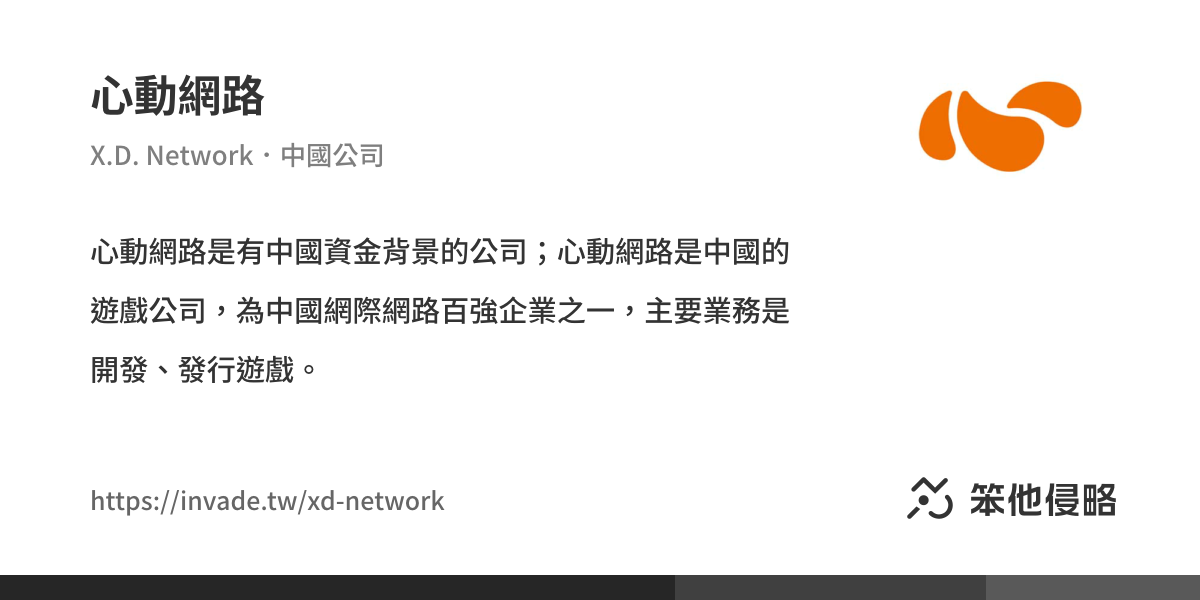 心動網路
X.D. Network・中國公司
心動網路是有中國資金背景的公司；心動網路是中國的
遊戲公司，為中國網際網路百強企業之一，主要業務是
開發、發行遊戲。
https://invade.tw/xd-network
笨他侵略